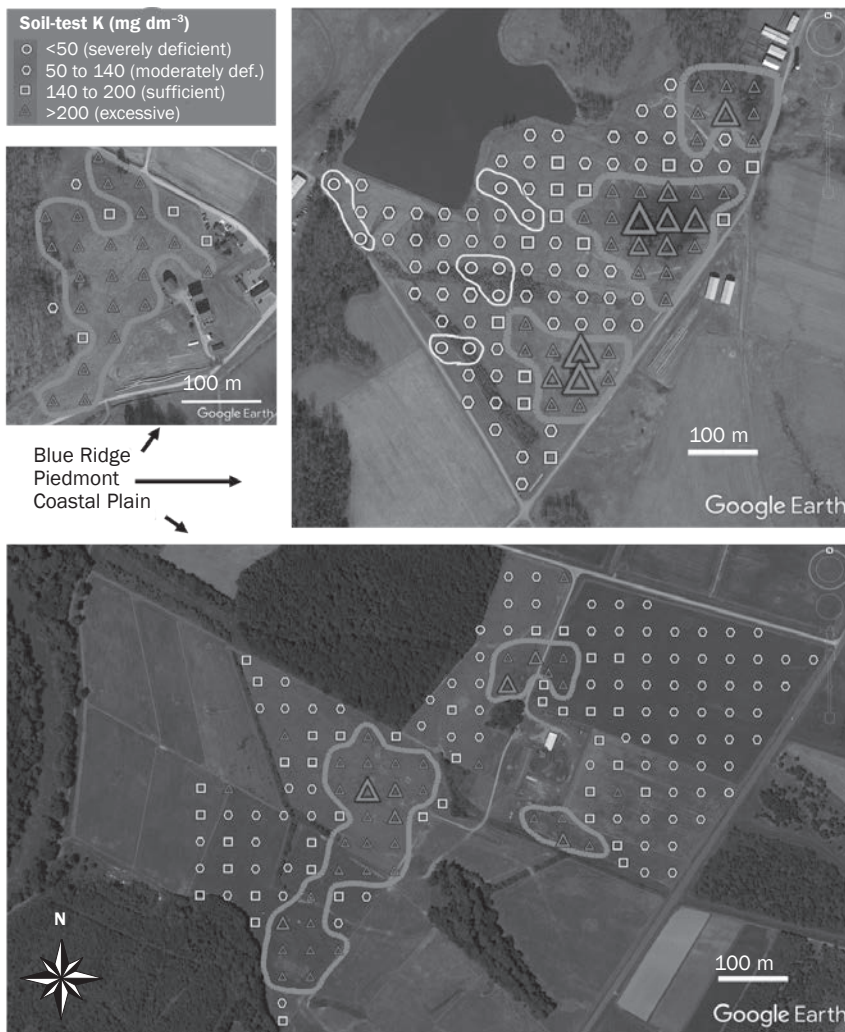 Soil-test K (mg dm⁻³)
<50 (severely deficient)
50 to 140 (moderately def.)
140 to 200 (sufficient)
>200 (excessive)
100 m
Google Earth
Blue Ridge
Piedmont
Coastal Plain
100 m
Google Earth
N
100 m
Google Earth